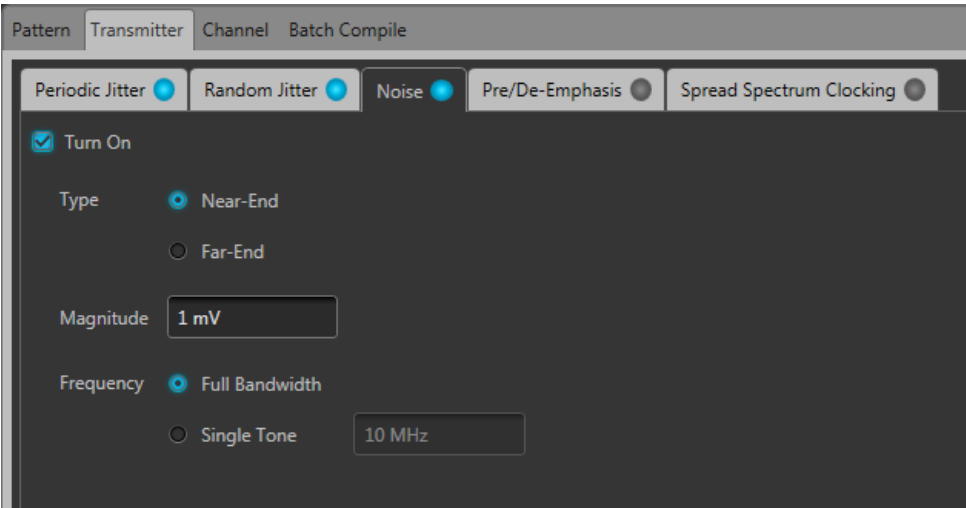 Pattern Transmitter Channel Batch Compile
Periodic Jitter Random Jitter Noise Pre/De-Emphasis Spread Spectrum Clocking
Turn On
Type Near-End
Far-End
Magnitude 1 mV
Frequency Full Bandwidth
Single Tone 10 MHz